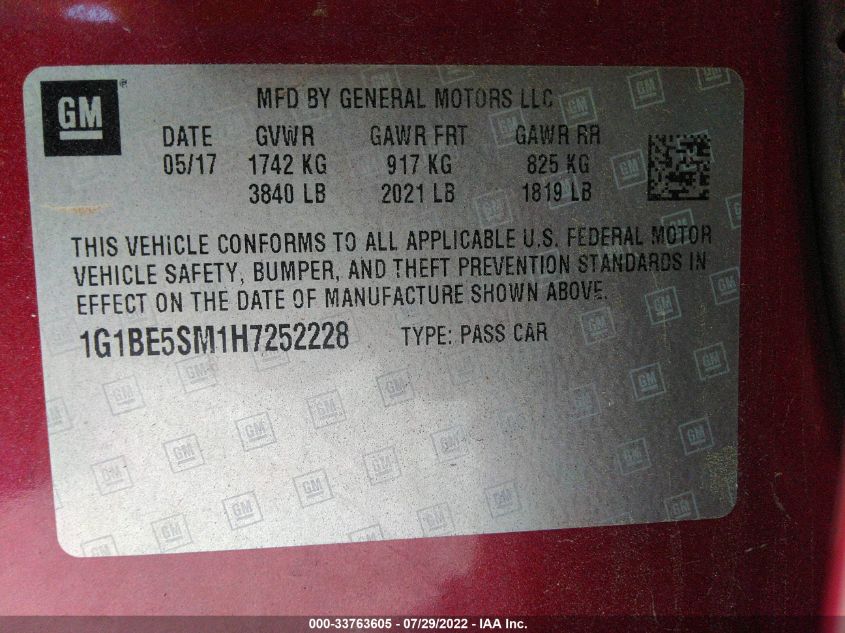 GM
MFD BY GENERAL MOTORS LLC
DATE GVWR GAWR FRT GAWR RR
05/17 1742 KG 917 KG 825 KG
3840 LB 2021 LB 1819 LB
THIS VEHICLE CONFORMS TO ALL APPLICABLE U.S. FEDERAL MOTOR
VEHICLE SAFETY, BUMPER, AND THEFT PREVENTION STANDARDS IN
EFFECT ON THE DATE OF MANUFACTURE SHOWN ABOVE.
1G1BE5SM1H7252228 TYPE: PASS CAR
000-33763605 - 07/29/2022 - IAA Inc.